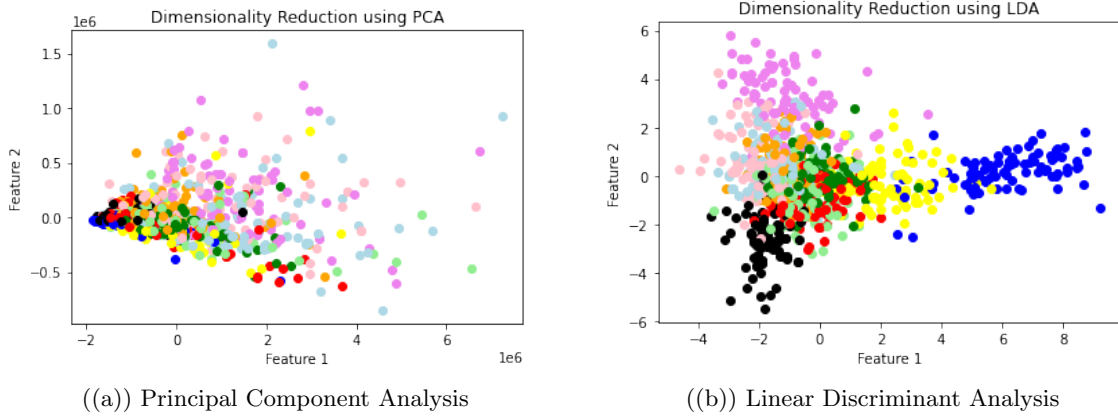 Dimensionality Reduction using PCA
1e6
1.5
1.0
0.5
0.0
−0.5
Feature 2
−2
0
2
4
6
1e6
Feature 1
((a)) Principal Component Analysis
Dimensionality Reduction using LDA
6
4
2
0
−2
−4
−6
Feature 2
−4
−2
0
2
4
6
8
Feature 1
((b)) Linear Discriminant Analysis